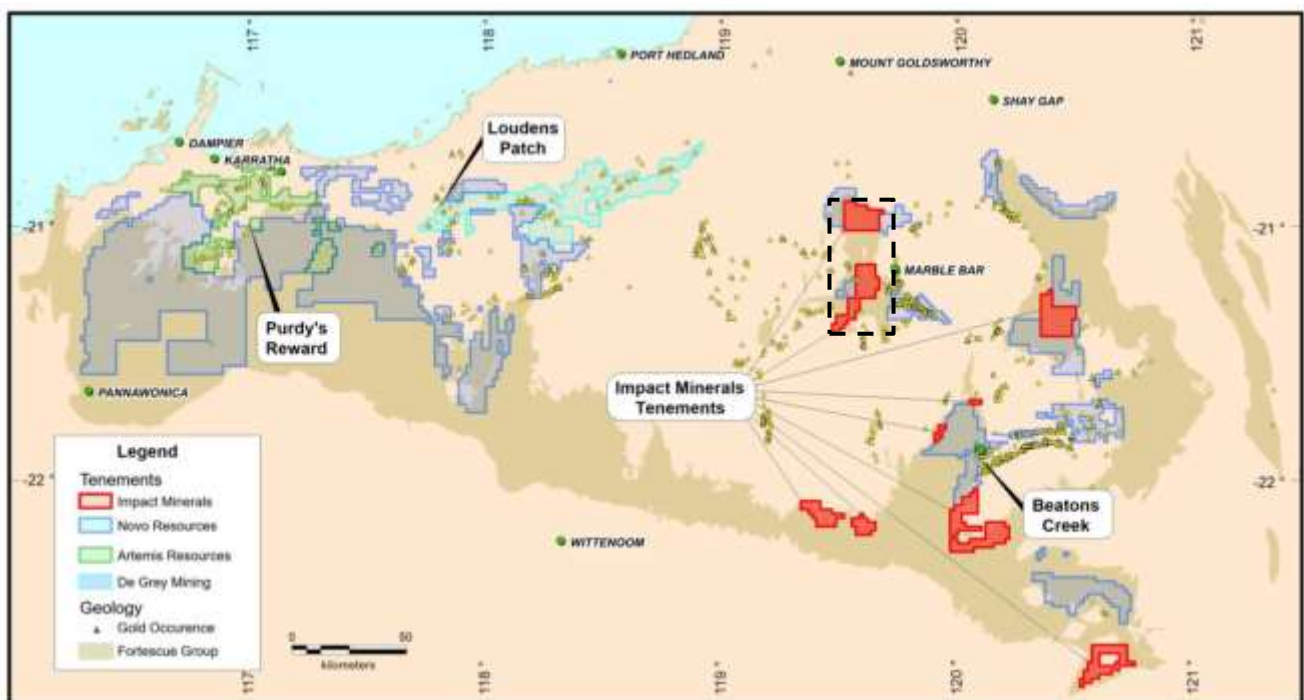 117 °
118 °
119 °
120 °
121 °
PORT HEDLAND
MOUNT GOLDSWORTHY
SHAY GAP
Loudens
Patch
DAMPIER
KARRATHA
-21 °
-21 °
MARBLE BAR
Purdy's
Reward
PANNAWONICA
Impact Minerals
Tenements
Legend
Tenements
Impact Minerals
Novo Resources
Artemis Resources
De Grey Mining
Geology
Gold Occurence
Fortescue Group
-22 °
-22 °
Beatons
Creek
WITTENOOM
0
50
kilometers
117 °
118 °
119 °
120 °
121 °